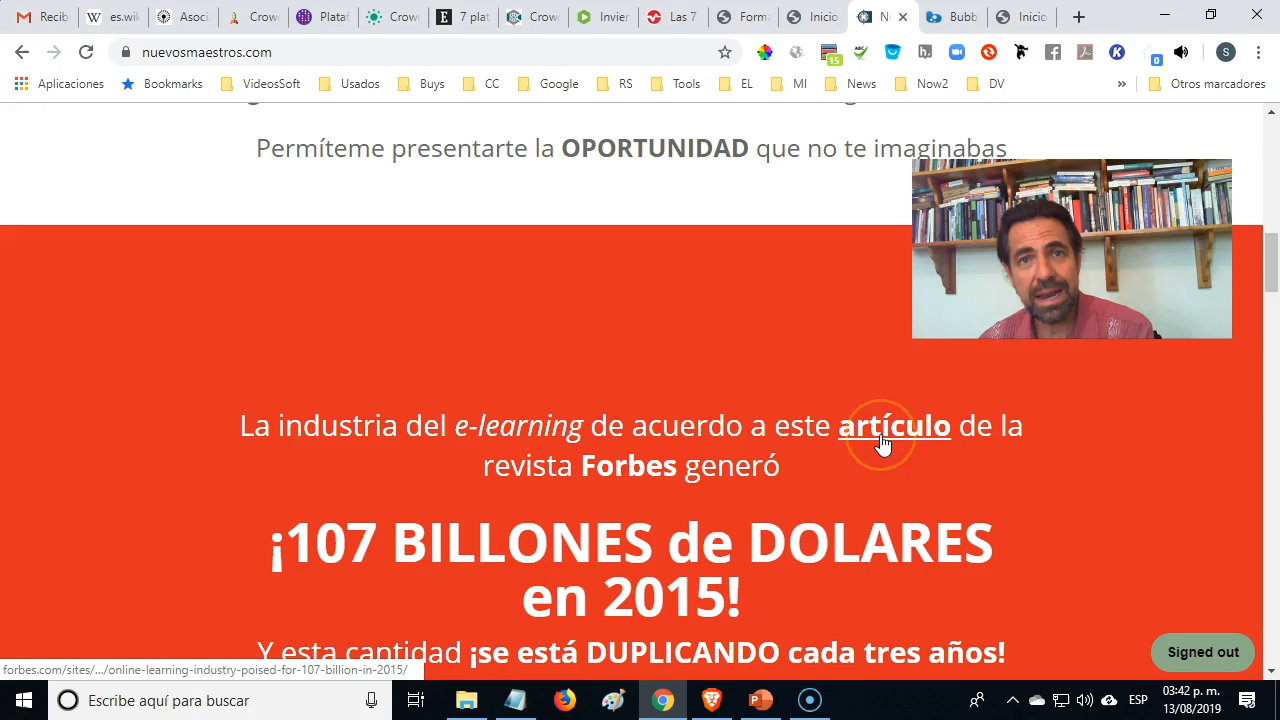 Recib
es.wik
Asoci
Crow
Plataf
Crow
7 plat
Crow
Invier
Las 7
Form
Inicio
N
Bubb
Inicio
nuevosmaestros.com
15
ABC
h.
0
S
Aplicaciones
Bookmarks
VideosSoft
Usados
Buys
CC
Google
RS
Tools
EL
MI
News
Now2
DV
»
Otros marcadores
Permíteme presentarte la OPORTUNIDAD que no te imaginabas
La industria del e-learning de acuerdo a este artículo de la
revista Forbes generó
¡107 BILLONES de DOLARES
en 2015!
Y esta cantidad ¡se está DUPLICANDO cada tres años!
Signed out
forbes.com/sites/.../online-learning-industry-poised-for-107-billion-in-2015/
Escribe aquí para buscar
ESP
03:42 p. m.
13/08/2019